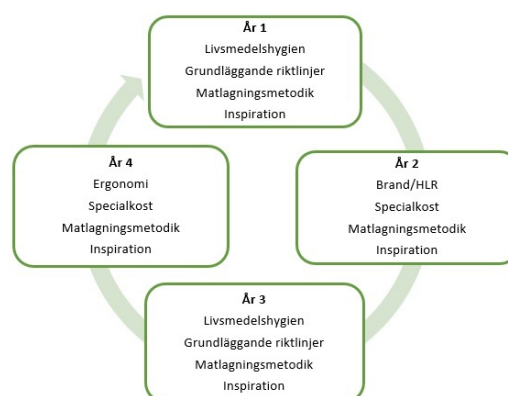 År 1
Livsmedelshygien
Grundläggande riktlinjer
Matlagningsmetodik
Inspiration
År 2
Brand/HLR
Specialkost
Matlagningsmetodik
Inspiration
År 3
Livsmedelshygien
Grundläggande riktlinjer
Matlagningsmetodik
Inspiration
År 4
Ergonomi
Specialkost
Matlagningsmetodik
Inspiration